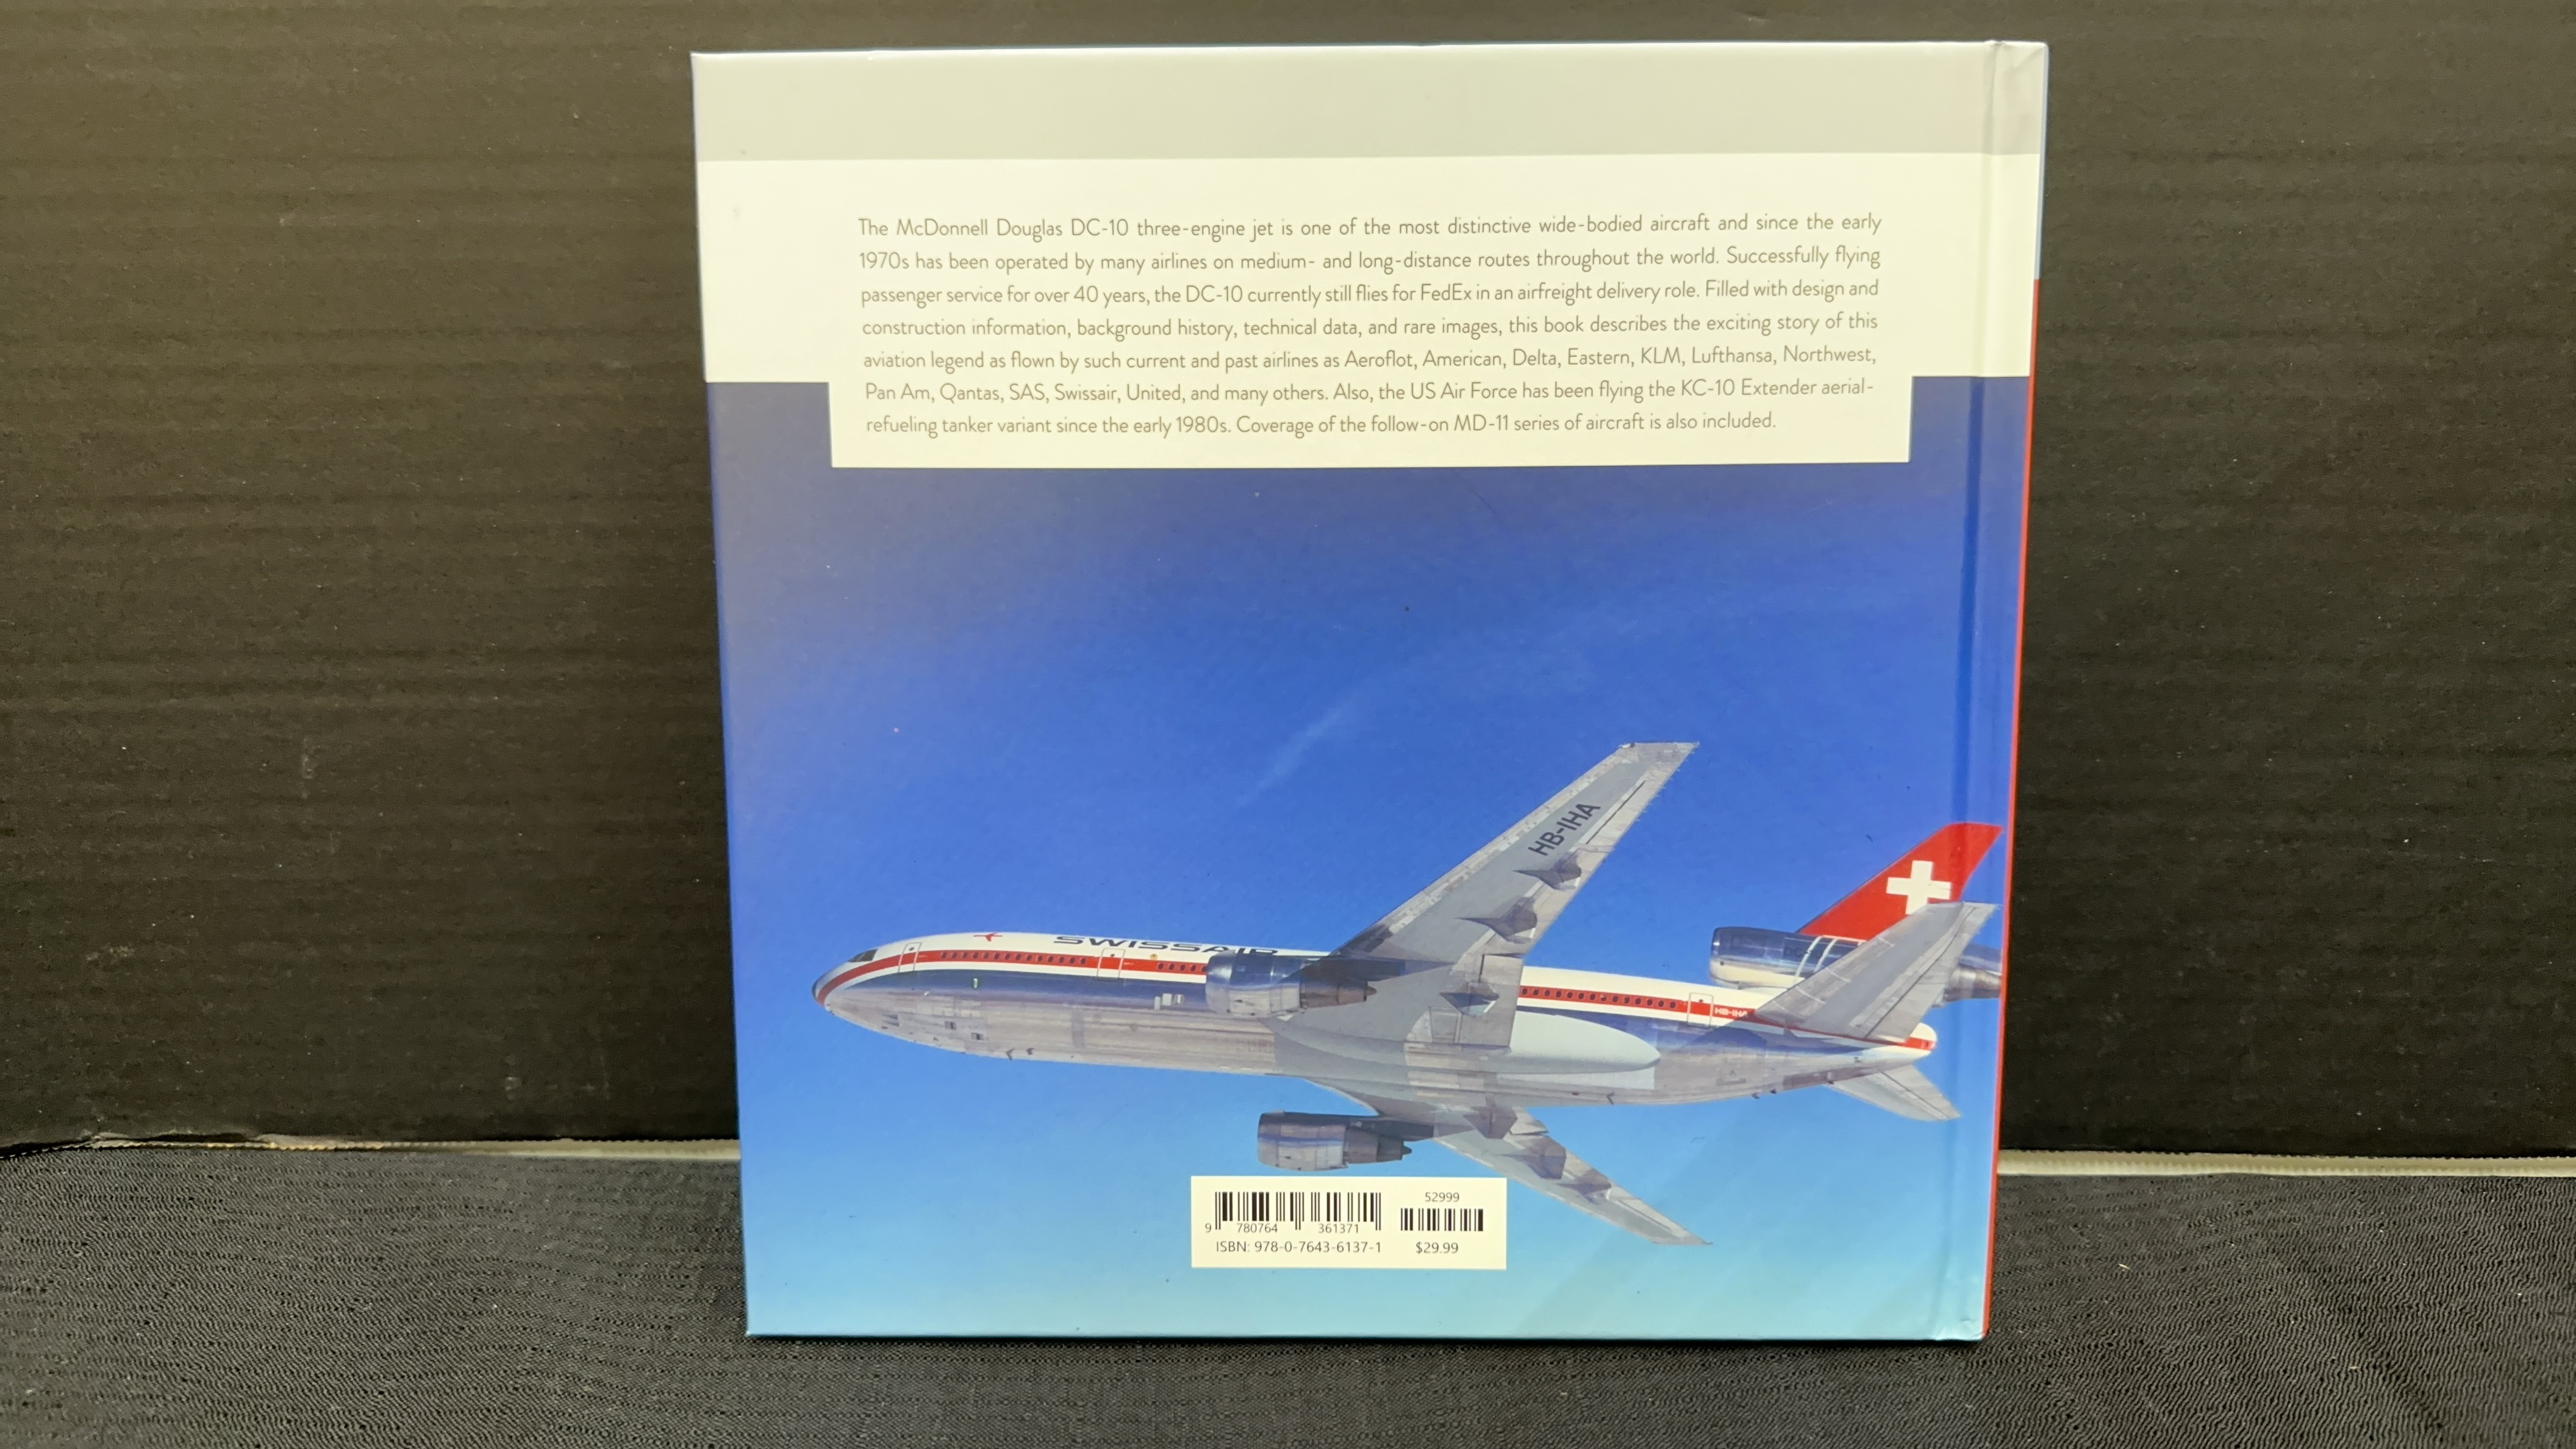 The McDonnell Douglas DC-10 three-engine jet is one of the most distinctive wide-bodied aircraft and since the early
1970s has been operated by many airlines on medium- and long-distance routes throughout the world. Successfully flying
passenger service for over 40 years, the DC-10 currently still flies for FedEx in an airfreight delivery role. Filled with design and
construction information, background history, technical data, and rare images, this book describes the exciting story of this
aviation legend as flown by such current and past airlines as Aeroflot, American, Delta, Eastern, KLM, Lufthansa, Northwest,
Pan Am, Qantas, SAS, Swissair, United, and many others. Also, the US Air Force has been flying the KC-10 Extender aerial-
refueling tanker variant since the early 1980s. Coverage of the follow-on MD-11 series of aircraft is also included.
HB-IHA
SWISSAIR
HB-IHA
52999
9 780764 361371
ISBN: 978-0-7643-6137-1 $29.99